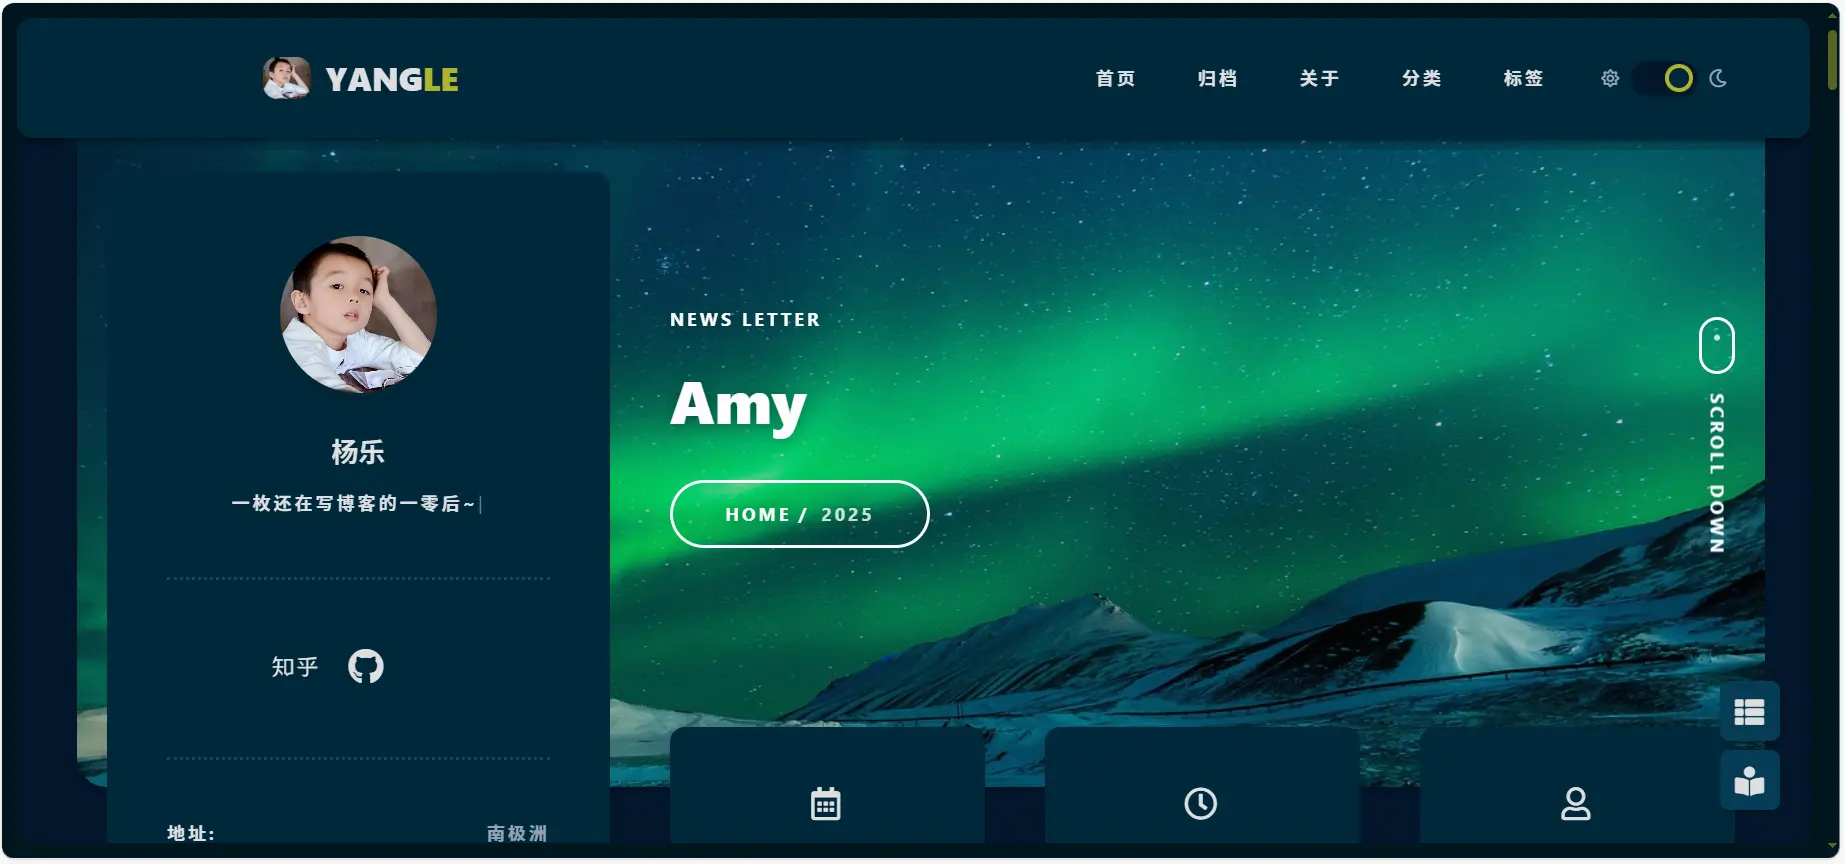 YANGLE
首页 归档 关于 分类 标签
杨乐
一枚还在写博客的一零后~|
知乎
地址: 南极洲
NEWS LETTER
Amy
HOME / 2025
SCROLL DOWN